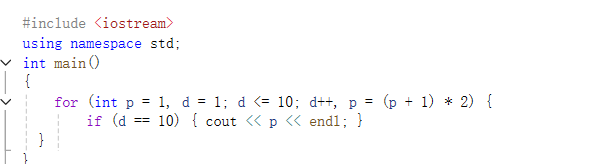 #include <iostream>
using namespace std;
int main()
{
for (int p = 1, d = 1; d <= 10; d++, p = (p + 1) * 2) {
if (d == 10) { cout << p << endl; }
}
}